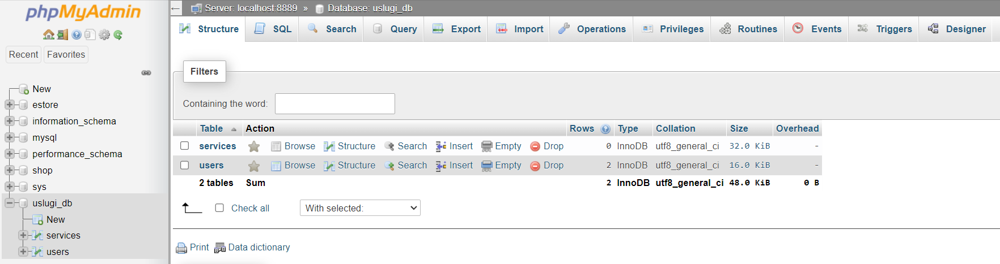 phpMyAdmin
Recent Favorites
New
estore
information_schema
mysql
performance_schema
shop
sys
uslugi_db
New
services
users
Server: localhost:8889 » Database: uslugi_db
Structure SQL Search Query Export Import Operations Privileges Routines Events Triggers Designer
Filters
Containing the word:
Table Action Rows Type Collation Size Overhead
services Browse Structure Search Insert Empty Drop 0 InnoDB utf8_general_ci 32.0 KiB -
users Browse Structure Search Insert Empty Drop 2 InnoDB utf8_general_ci 16.0 KiB -
2 tables Sum 2 InnoDB utf8_general_ci 48.0 KiB 0 B
Check all With selected:
Print Data dictionary